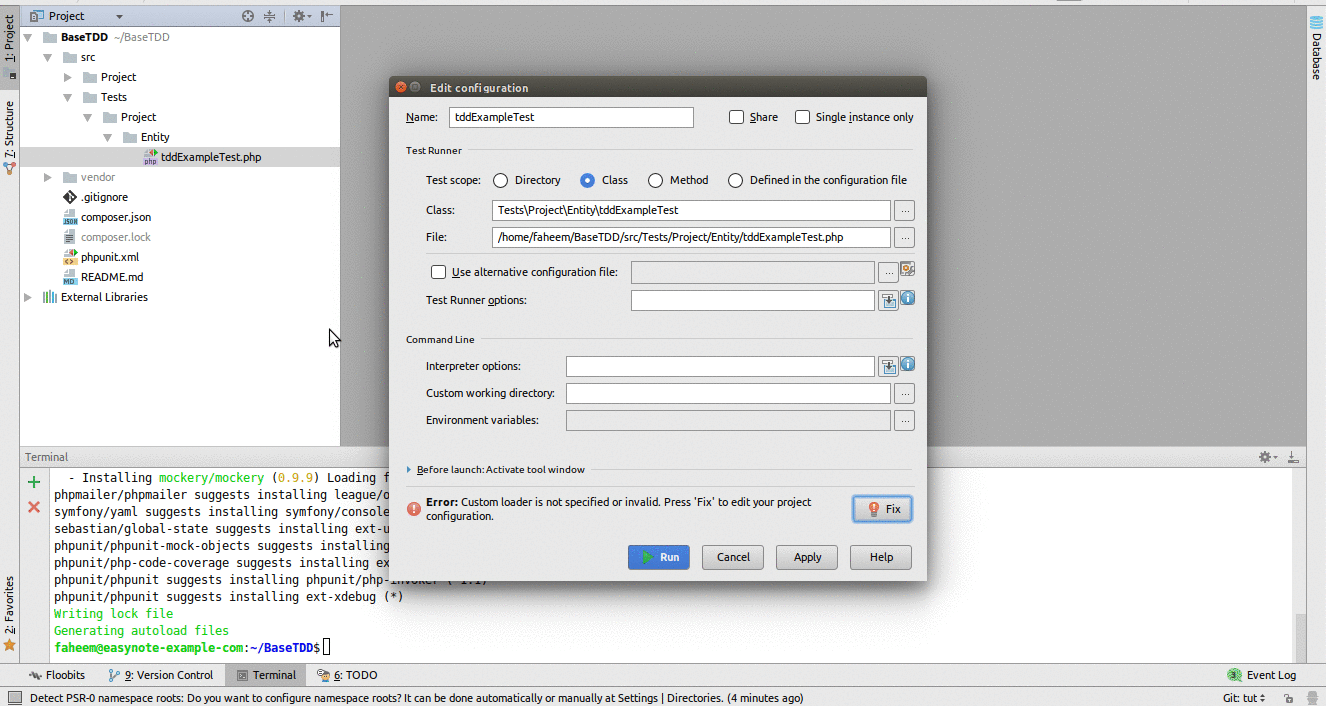 Project
1: Project
7: Structure
2: Favorites
Database
BaseTDD ~/BaseTDD
src
Project
Tests
Project
Entity
tddExampleTest.php
vendor
.gitignore
composer.json
composer.lock
phpunit.xml
README.md
External Libraries
Edit configuration
Name: tddExampleTest Share Single instance only
Test Runner
Test scope: Directory Class Method Defined in the configuration file
Class: Tests\Project\Entity\tddExampleTest ...
File: /home/faheem/BaseTDD/src/Tests/Project/Entity/tddExampleTest.php ...
Use alternative configuration file: ...
Test Runner options:
Command Line
Interpreter options:
Custom working directory: ...
Environment variables: ...
Before launch: Activate tool window
Error: Custom loader is not specified or invalid. Press 'Fix' to edit your project
configuration.
Fix
Run Cancel Apply Help
Terminal
- Installing mockery/mockery (0.9.9) Loading
phpmailer/phpmailer suggests installing league/
symfony/yaml suggests installing symfony/console
sebastian/global-state suggests installing
phpunit/phpunit-mock-objects suggests installing
phpunit/php-code-coverage suggests installing
phpunit/phpunit suggests installing phpunit/php-invoker
phpunit/phpunit suggests installing ext-xdebug (*)
Writing lock file
Generating autoload files
faheem@easynote-example-com:~/BaseTDD$
Floobits 9: Version Control Terminal 6: TODO 3 Event Log
Detect PSR-0 namespace roots: Do you want to configure namespace roots? It can be done automatically or manually at Settings | Directories. (4 minutes ago) Git: tut